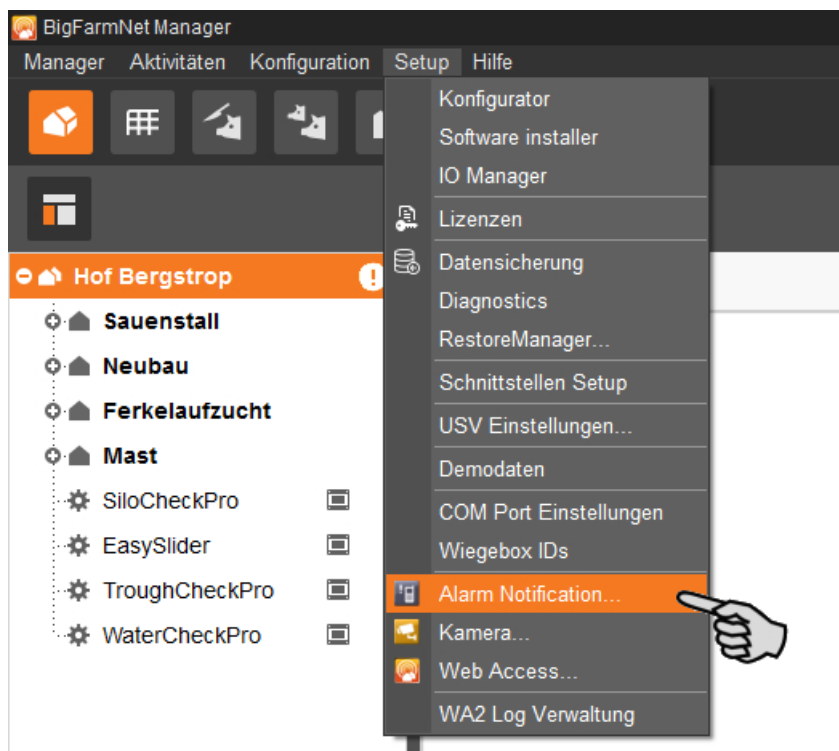 BigFarmNet Manager
Manager Aktivitäten Konfiguration Setup Hilfe
Konfigurator
Software installer
IO Manager
Lizenzen
Datensicherung
Diagnostics
RestoreManager...
Schnittstellen Setup
USV Einstellungen...
Demodaten
COM Port Einstellungen
Wiegebox IDs
Alarm Notification...
Kamera...
Web Access...
WA2 Log Verwaltung
Hof Bergstrop
Sauenstall
Neubau
Ferkelaufzucht
Mast
SiloCheckPro
EasySlider
TroughCheckPro
WaterCheckPro